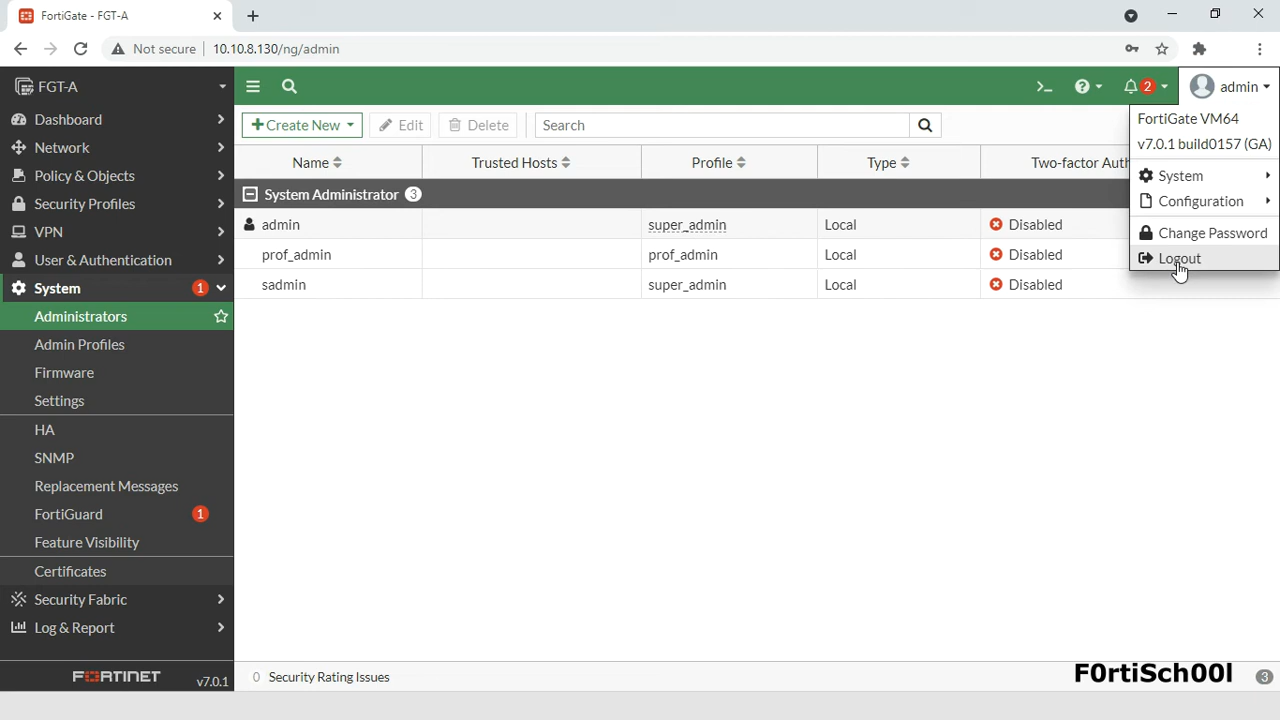 FortiGate - FGT-A
Not secure
10.10.8.130/ng/admin
FGT-A
2
admin
Dashboard
Network
Policy & Objects
Security Profiles
VPN
User & Authentication
System 1
Administrators
Admin Profiles
Firmware
Settings
HA
SNMP
Replacement Messages
FortiGuard 1
Feature Visibility
Certificates
Security Fabric
Log & Report
FORTINET v7.0.1
Create New Edit Delete Search
Name Trusted Hosts Profile Type Two-factor Auth
System Administrator 3
admin super_admin Local Disabled
prof_admin prof_admin Local Disabled
sadmin super_admin Local Disabled
FortiGate VM64
v7.0.1 build0157 (GA)
System
Configuration
Change Password
Logout
0 Security Rating Issues
F0rtiSch00l
3